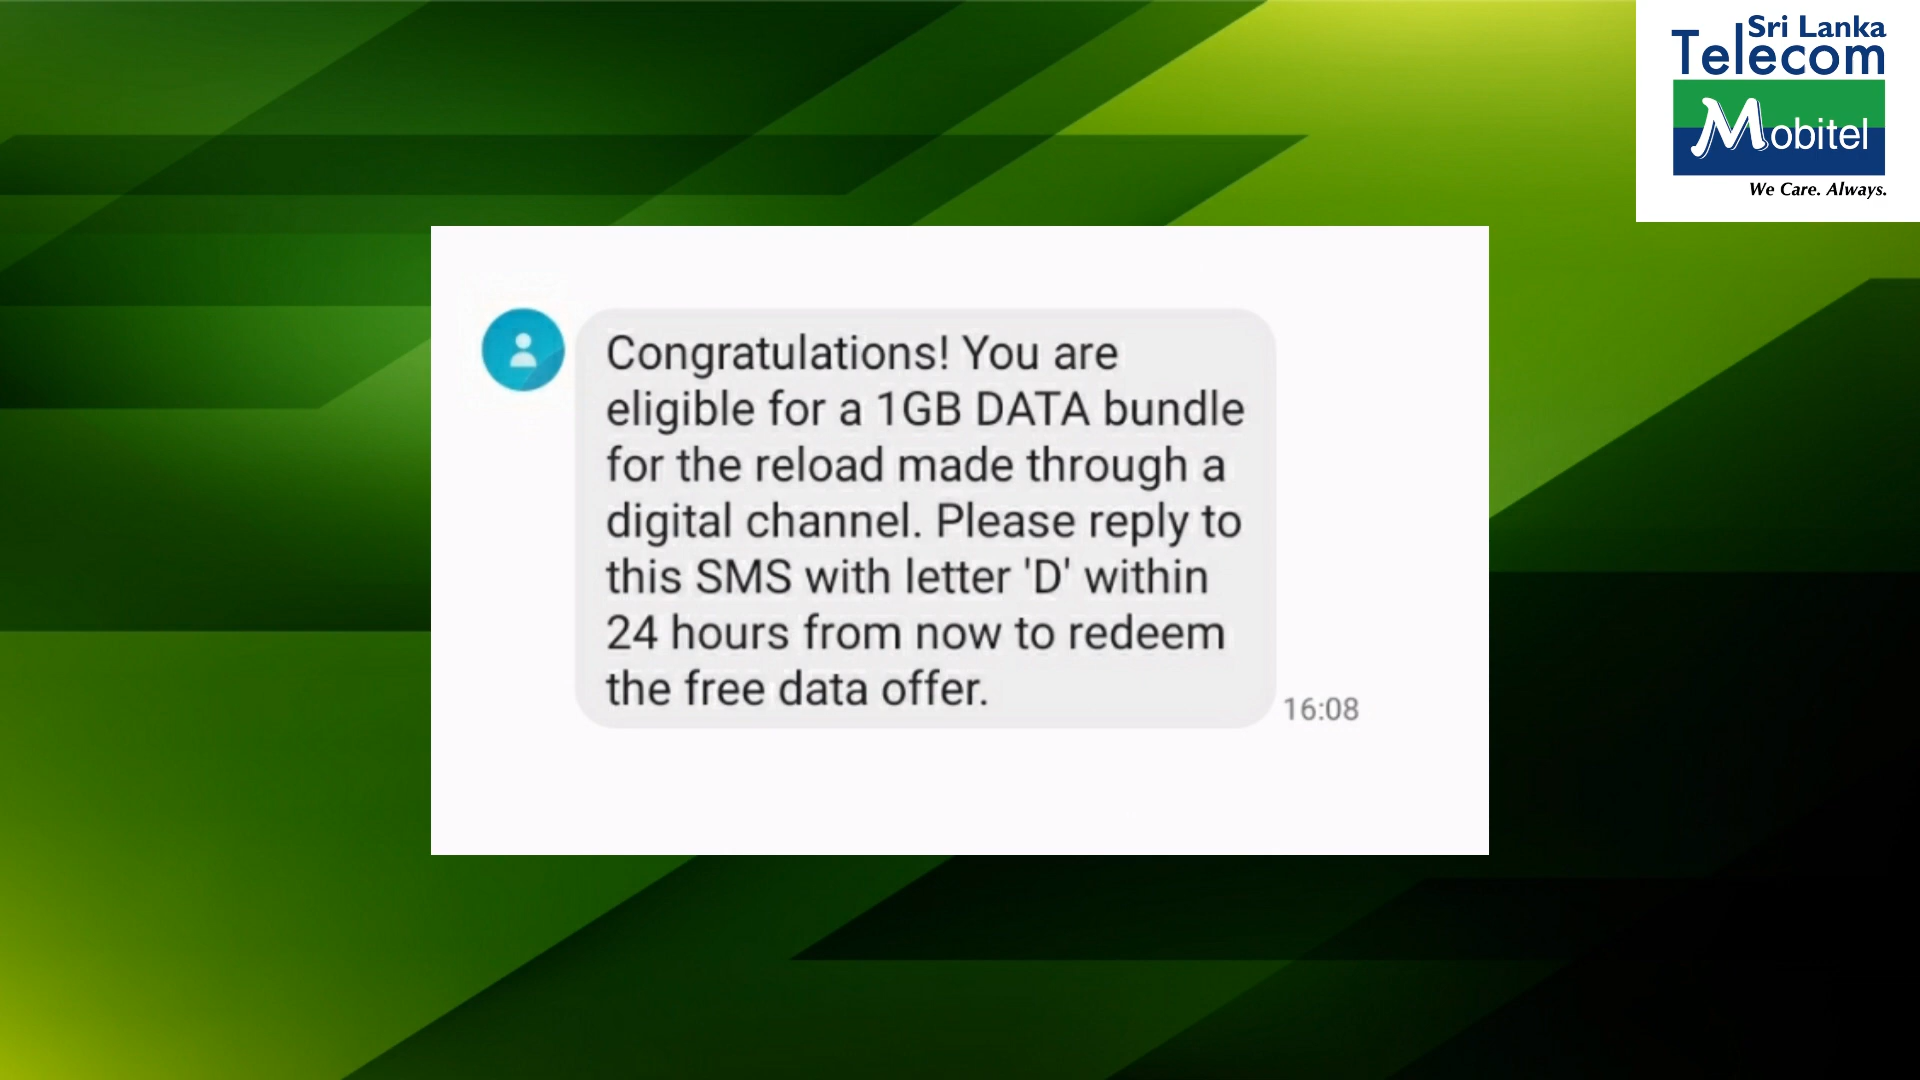 Sri Lanka
Telecom
Mobitel
We Care. Always.
Congratulations! You are
eligible for a 1GB DATA bundle
for the reload made through a
digital channel. Please reply to
this SMS with letter 'D' within
24 hours from now to redeem
the free data offer.
16:08